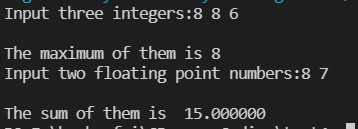 Input three integers:8 8 6
The maximum of them is 8
Input two floating point numbers:8 7
The sum of them is  15.000000